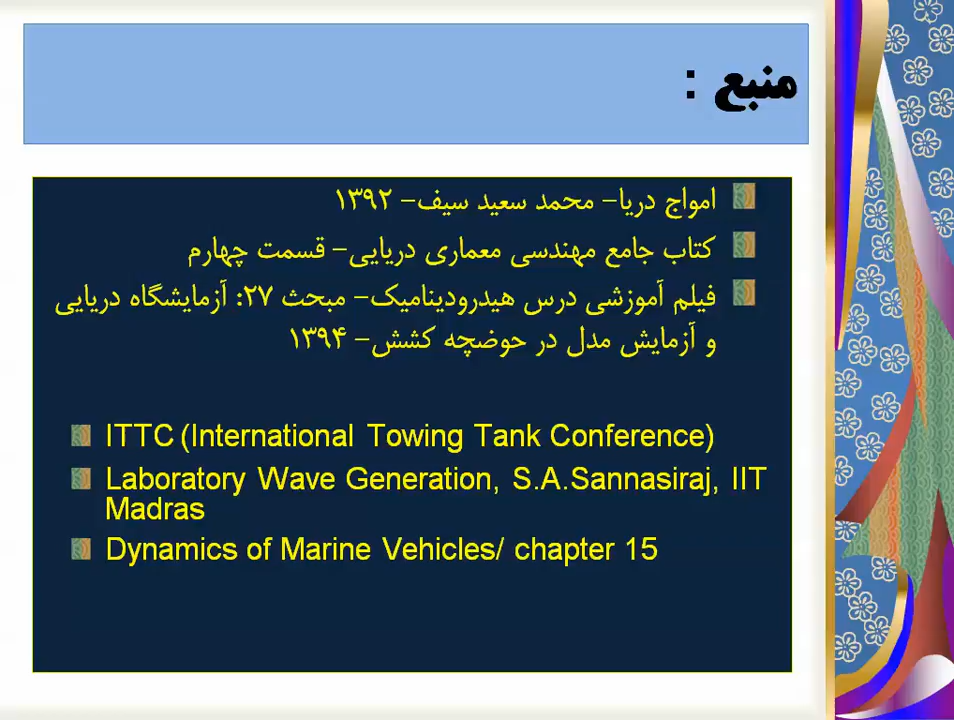 منبع :
امواج دریا– محمد سعید سیف– ۱۳۹۲
کتاب جامع مهندسی معماری دریایی– قسمت چهارم
فیلم آموزشی درس هیدرودینامیک– مبحث ۲۷: آزمایشگاه دریایی
و آزمایش مدل در حوضچه کشش– ۱۳۹۴
ITTC (International Towing Tank Conference)
Laboratory Wave Generation, S.A.Sannasiraj, IIT
Madras
Dynamics of Marine Vehicles/ chapter 15